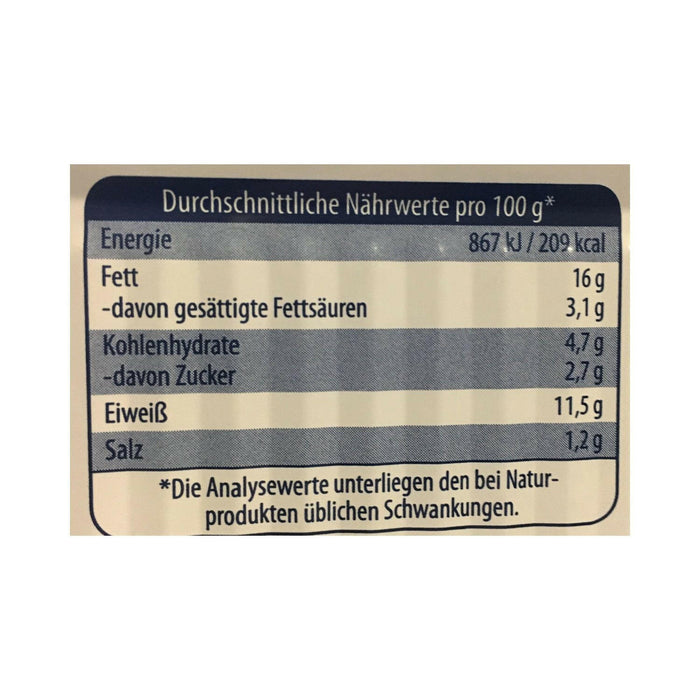 Durchschnittliche Nährwerte pro 100 g*
Energie 867 kJ / 209 kcal
Fett 16 g
-davon gesättigte Fettsäuren 3,1 g
Kohlenhydrate 4,7 g
-davon Zucker 2,7 g
Eiweiß 11,5 g
Salz 1,2 g
*Die Analysewerte unterliegen den bei Natur-
produkten üblichen Schwankungen.